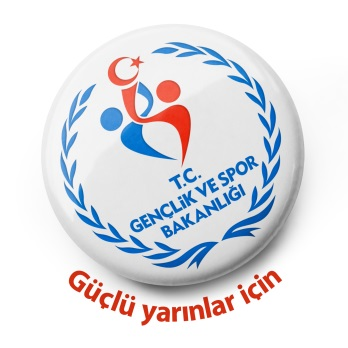 T.C.
GENÇLİK VE SPOR
BAKANLIĞI
Güçlü yarınlar için